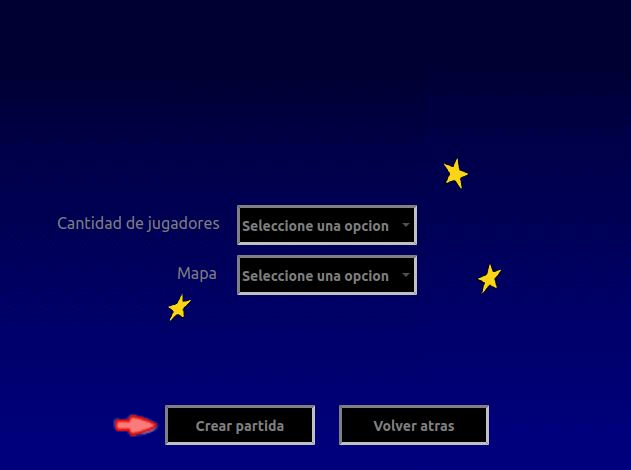 Cantidad de jugadores Seleccione una opcion
Mapa Seleccione una opcion
Crear partida Volver atras